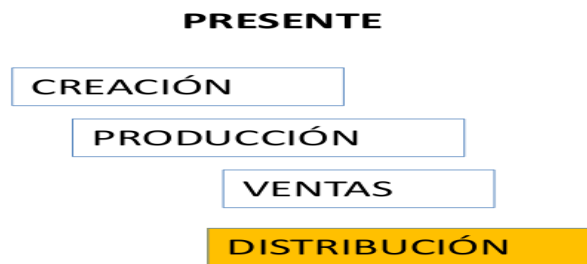 PRESENTE
CREACIÓN
PRODUCCIÓN
VENTAS
DISTRIBUCIÓN